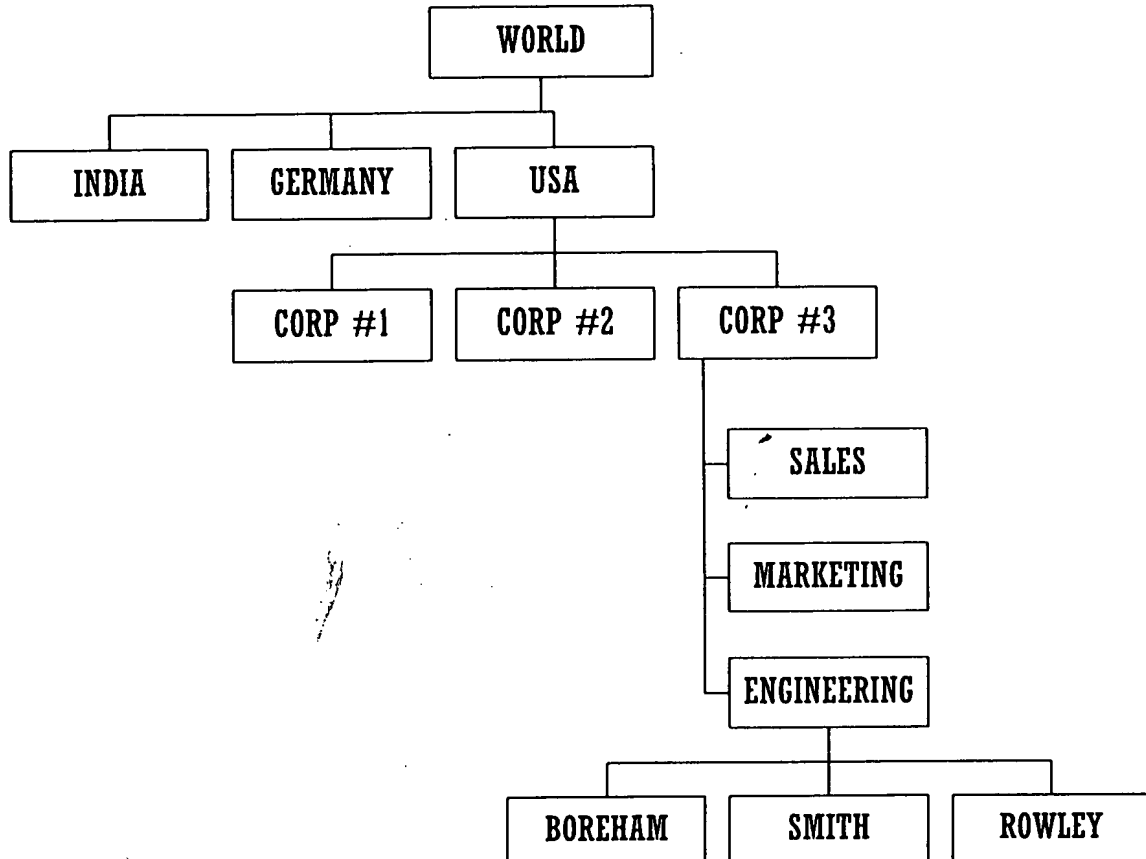 WORLD
INDIA
GERMANY
USA
CORP #1
CORP #2
CORP #3
SALES
MARKETING
ENGINEERING
BOREHAM
SMITH
ROWLEY